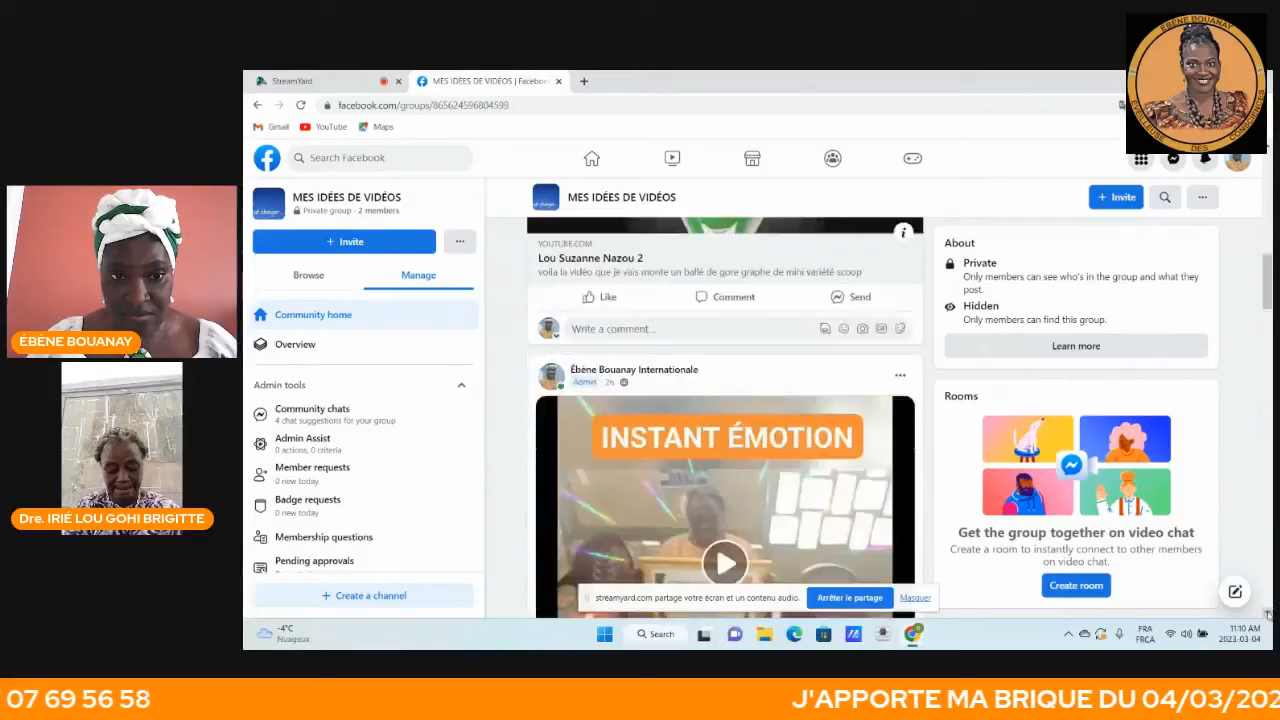 ÉBÈNE BOUANAY
ÉVEILLEUSE DES CONSCIENCES
StreamYard
MES IDÉES DE VIDÉOS | Faceboo
facebook.com/groups/865624596804599
Gmail
YouTube
Maps
Search Facebook
MES IDÉES DE VIDÉOS
Private group · 2 members
+ Invite
Browse
Manage
Community home
Overview
Admin tools
Community chats
4 chat suggestions for your group
Admin Assist
0 actions, 0 criteria
Member requests
0 new today
Badge requests
0 new today
Membership questions
Pending approvals
+ Create a channel
MES IDÉES DE VIDÉOS
+ Invite
YOUTUBE.COM
Lou Suzanne Nazou 2
voila la vidéo que je vais monte un ballé de gore graphe de mini variété scoop
Like
Comment
Send
Write a comment...
Ébène Bouanay Internationale
Admin · 2h
INSTANT ÉMOTION
About
Private
Only members can see who's in the group and what they
post.
Hidden
Only members can find this group.
Learn more
Rooms
Get the group together on video chat
Create a room to instantly connect to other members
on video chat.
Create room
streamyard.com partage votre écran et un contenu audio.
Arrêter le partage
Masquer
-4°C
Nuageux
Search
FRA
FRCA
11:10 AM
2023-03-04
ÉBÈNE BOUANAY
Dre. IRIÉ LOU GOHI BRIGITTE
07 69 56 58
J'APPORTE MA BRIQUE DU 04/03/202